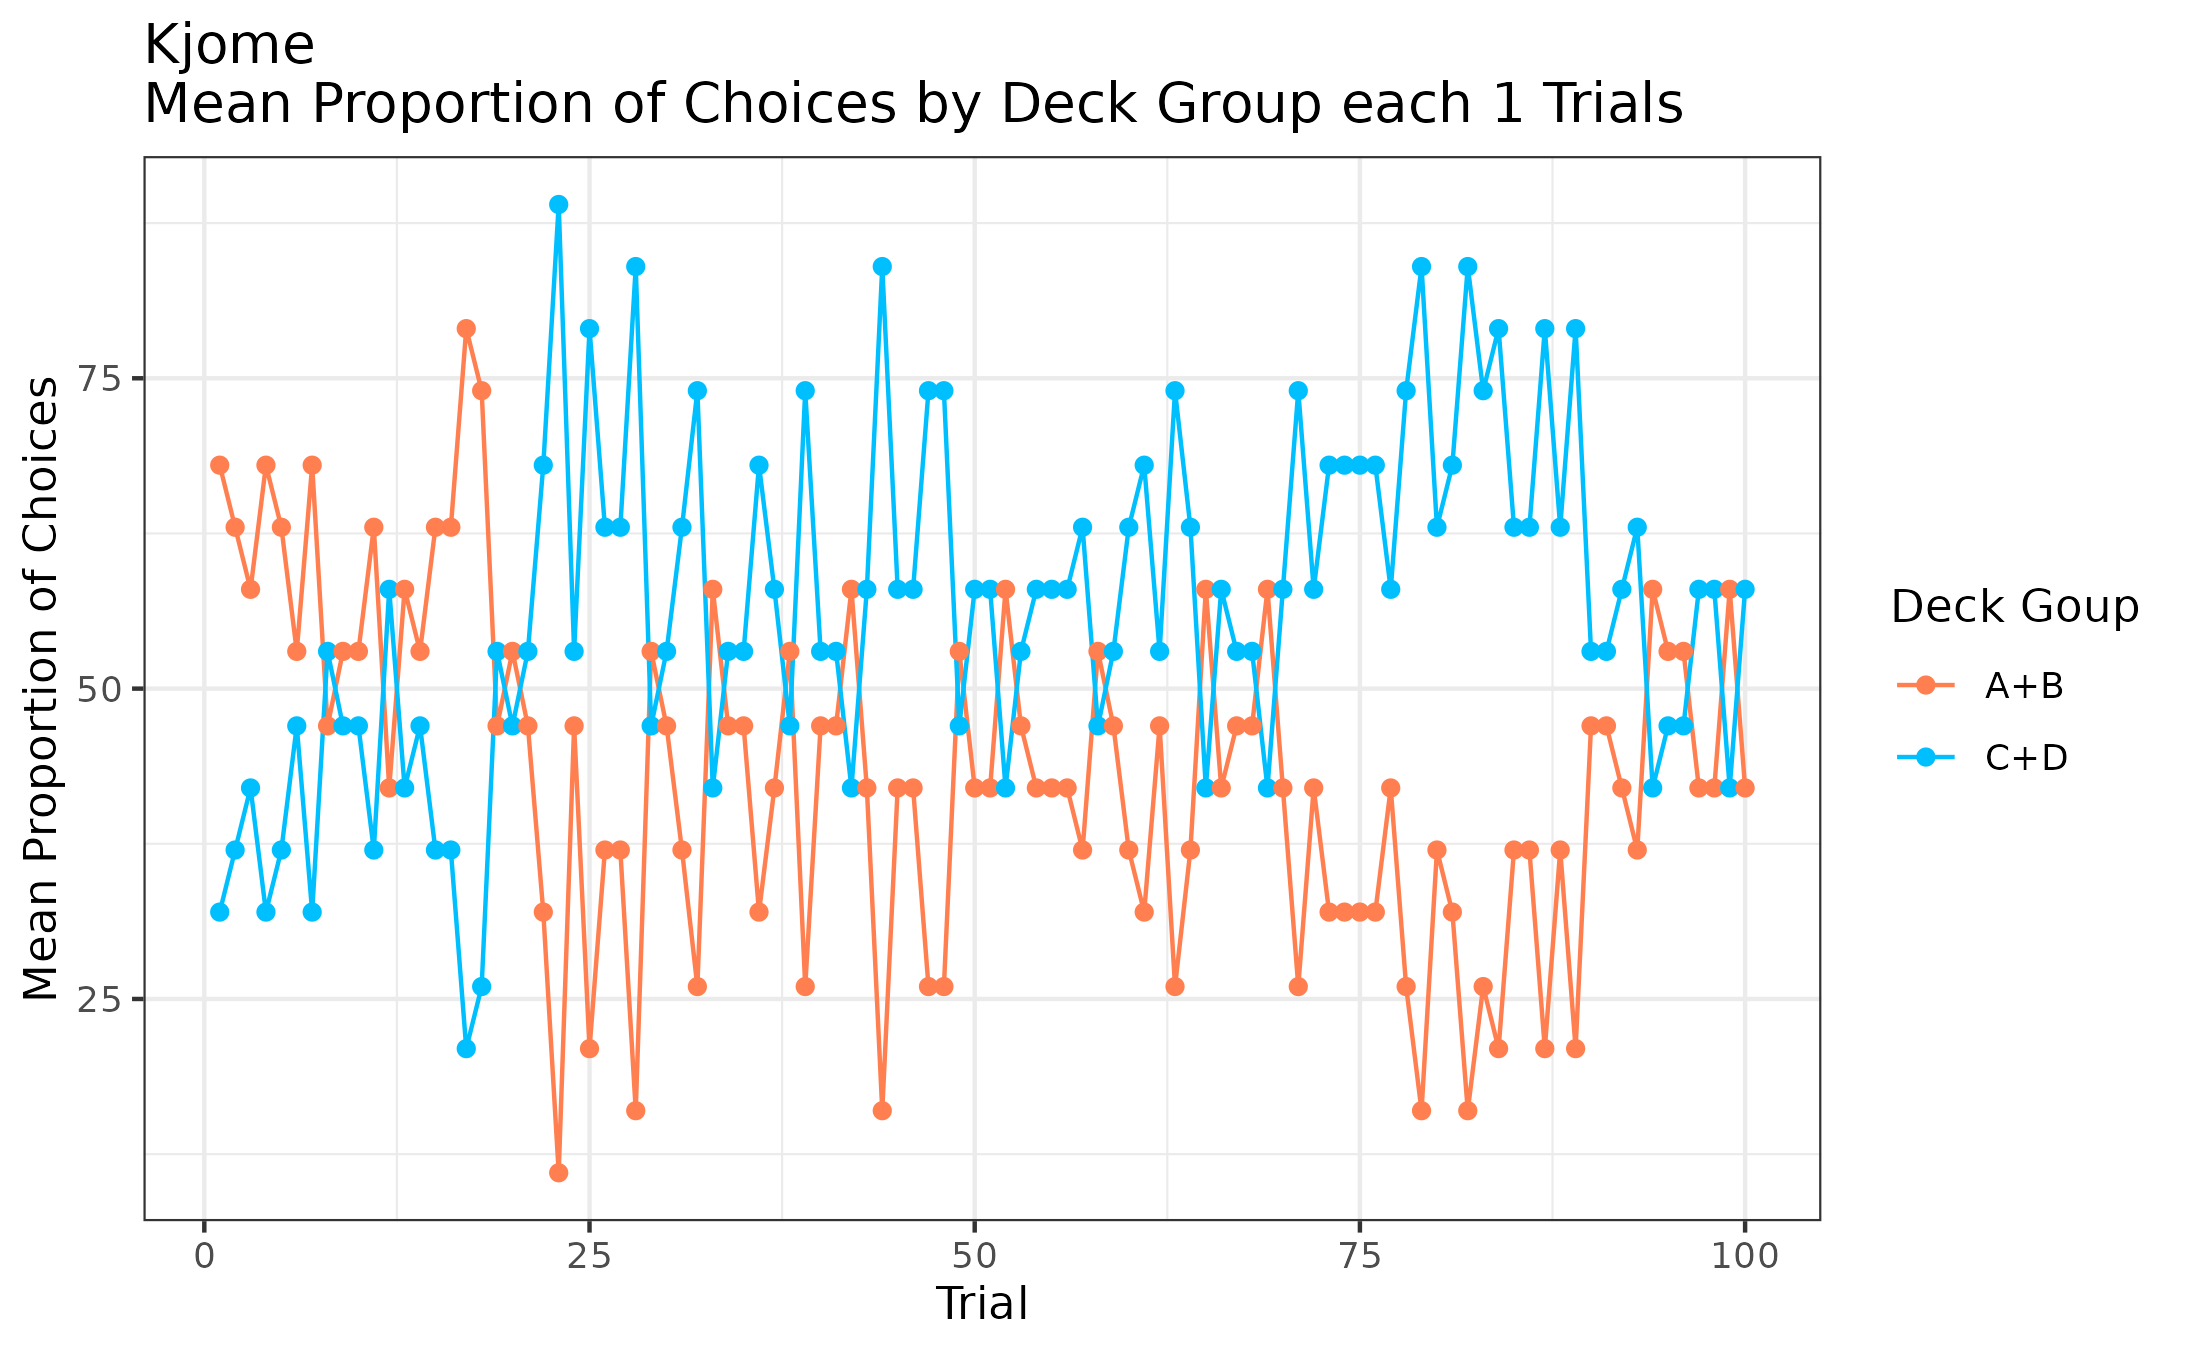 Kjome
Mean Proportion of Choices by Deck Group each 1 Trials
Mean Proportion of Choices
75
50
25
0 25 50 75 100
Trial
Deck Goup
A+B
C+D